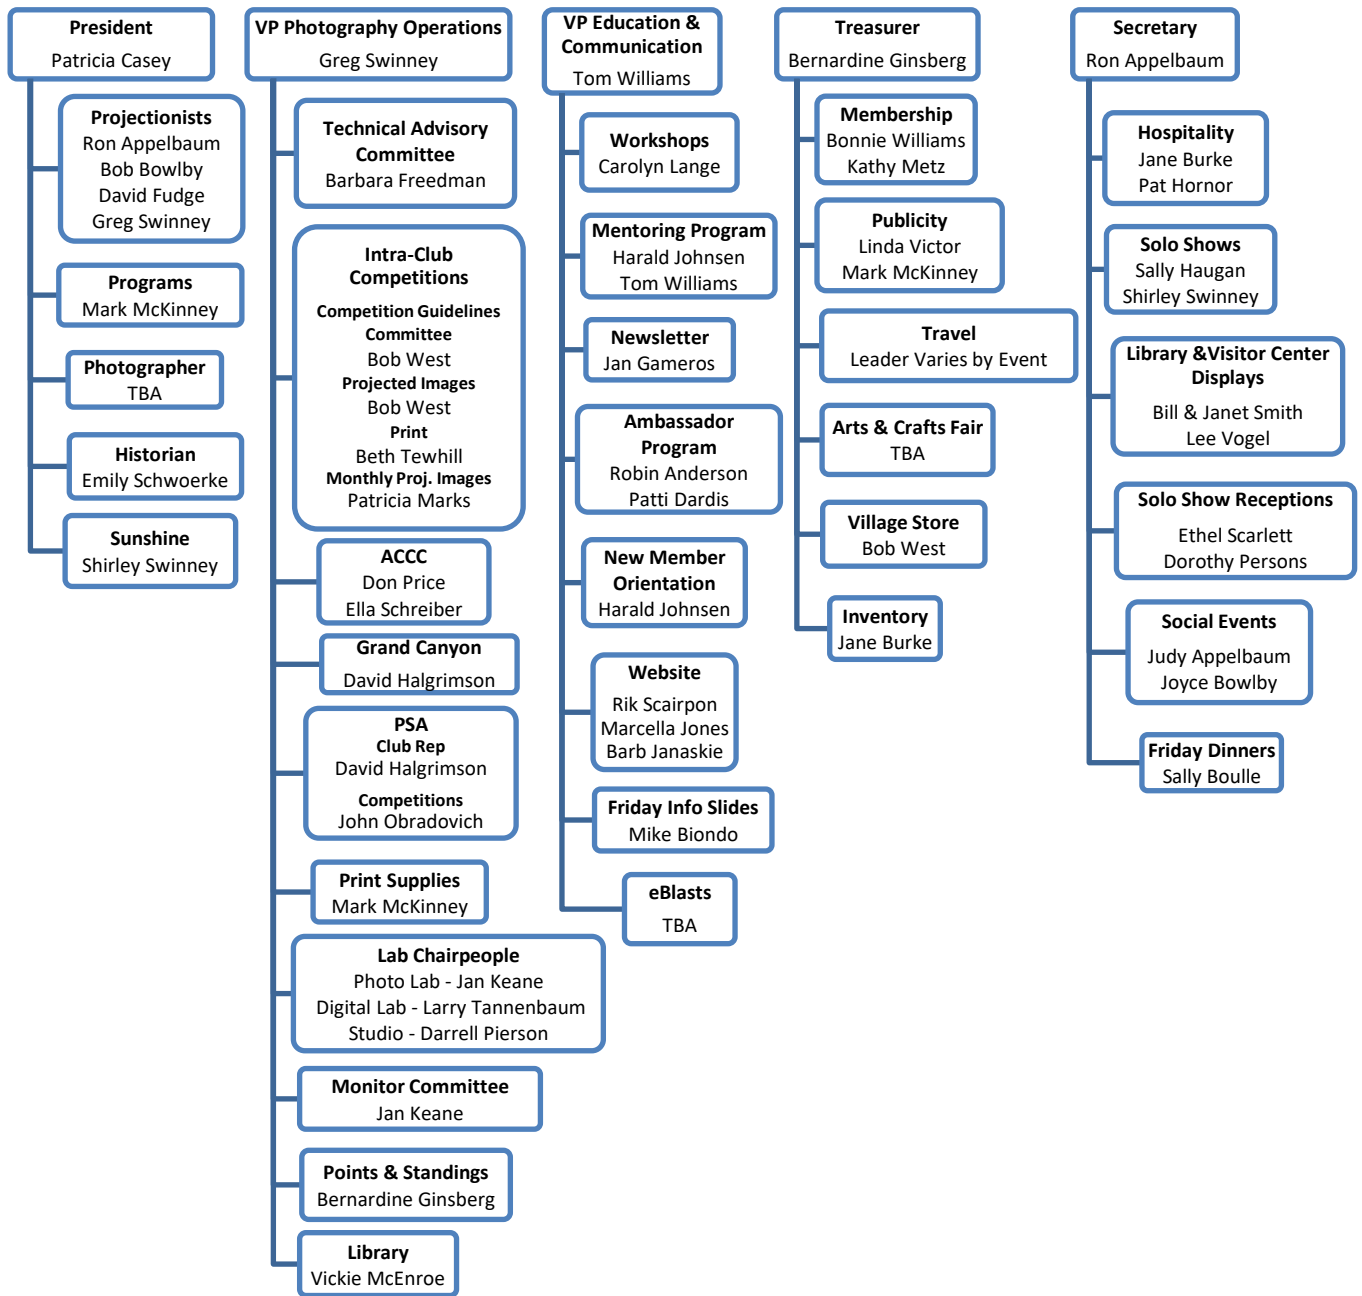 President
Patricia Casey
Projectionists
Ron Appelbaum
Bob Bowlby
David Fudge
Greg Swinney
Programs
Mark McKinney
Photographer
TBA
Historian
Emily Schwoerke
Sunshine
Shirley Swinney
VP Photography Operations
Greg Swinney
Technical Advisory
Committee
Barbara Freedman
Intra-Club
Competitions
Competition Guidelines
Committee
Bob West
Projected Images
Bob West
Print
Beth Tewhill
Monthly Proj. Images
Patricia Marks
ACCC
Don Price
Ella Schreiber
Grand Canyon
David Halgrimson
PSA
Club Rep
David Halgrimson
Competitions
John Obradovich
Print Supplies
Mark McKinney
Lab Chairpeople
Photo Lab - Jan Keane
Digital Lab - Larry Tannenbaum
Studio - Darrell Pierson
Monitor Committee
Jan Keane
Points & Standings
Bernardine Ginsberg
Library
Vickie McEnroe
VP Education &
Communication
Tom Williams
Workshops
Carolyn Lange
Mentoring Program
Harald Johnsen
Tom Williams
Newsletter
Jan Gameros
Ambassador
Program
Robin Anderson
Patti Dardis
New Member
Orientation
Harald Johnsen
Website
Rik Scairpon
Marcella Jones
Barb Janaskie
Friday Info Slides
Mike Biondo
eBlasts
TBA
Treasurer
Bernardine Ginsberg
Membership
Bonnie Williams
Kathy Metz
Publicity
Linda Victor
Mark McKinney
Travel
Leader Varies by Event
Arts & Crafts Fair
TBA
Village Store
Bob West
Inventory
Jane Burke
Secretary
Ron Appelbaum
Hospitality
Jane Burke
Pat Hornor
Solo Shows
Sally Haugan
Shirley Swinney
Library &Visitor Center
Displays
Bill & Janet Smith
Lee Vogel
Solo Show Receptions
Ethel Scarlett
Dorothy Persons
Social Events
Judy Appelbaum
Joyce Bowlby
Friday Dinners
Sally Boulle